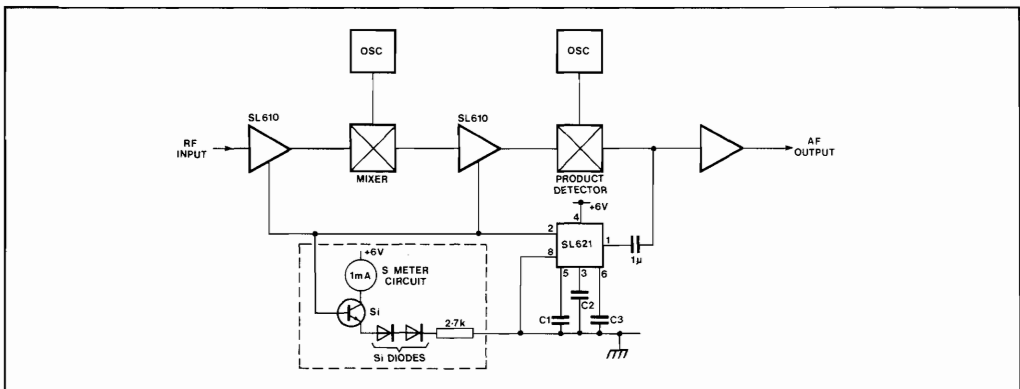 OSC
OSC
SL610
SL610
RF
INPUT
AF
OUTPUT
MIXER
PRODUCT
DETECTOR
+6V
4
2
SL621
1
8
1μ
5
3
6
+6V
1mA
S METER
CIRCUIT
Si
C1
C2
C3
2·7k
Si DIODES